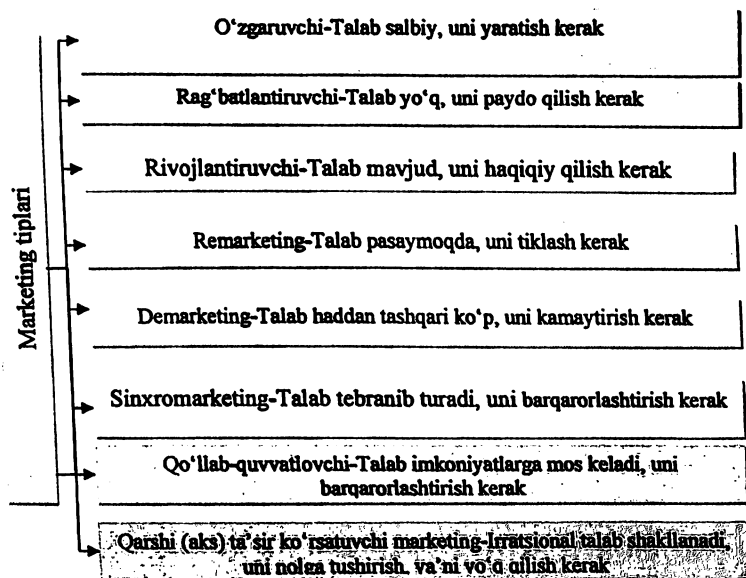 Marketing tiplari
O‘zgaruvchi-Talab salbiy, uni yaratish kerak
Rag‘batlantiruvchi-Talab yo‘q, uni paydo qilish kerak
Rivojlantiruvchi-Talab mavjud, uni haqiqiy qilish kerak
Remarketing-Talab pasaymoqda, uni tiklash kerak
Demarketing-Talab haddan tashqari ko‘p, uni kamaytirish kerak
Sinxromarketing-Talab tebranib turadi, uni barqarorlashtirish kerak
Qo‘llab-quvvatlovchi-Talab imkoniyatlarga mos keladi, uni
barqarorlashtirish kerak
Qarshi (aks) ta’sir ko‘rsatuvchi marketing-Irratsional talab shakllanadi,
uni nolga tushirish, ya’ni yo‘q qilish kerak